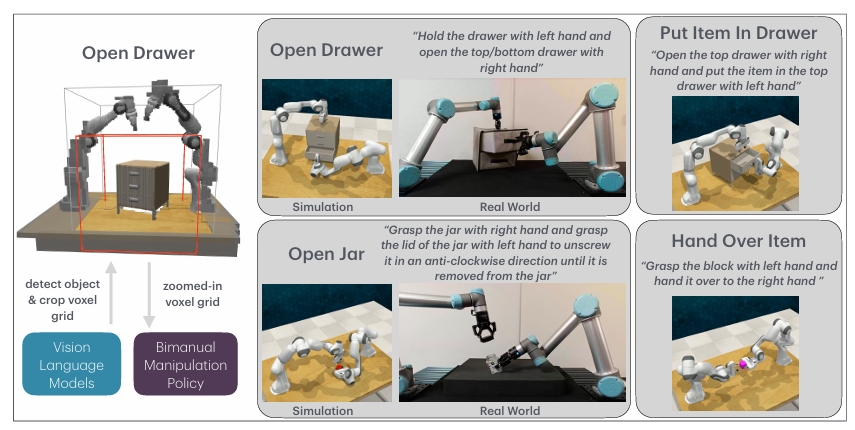 Open Drawer
detect object
& crop voxel
grid
zoomed-in
voxel grid
Vision
Language
Models
Bimanual
Manipulation
Policy
Open Drawer
“Hold the drawer with left hand and
open the top/bottom drawer with
right hand”
Simulation
Real World
Put Item In Drawer
“Open the top drawer with right
hand and put the item in the top
drawer with left hand”
Open Jar
“Grasp the jar with right hand and grasp
the lid of the jar with left hand to unscrew
it in an anti-clockwise direction until it is
removed from the jar”
Simulation
Real World
Hand Over Item
“Grasp the block with left hand and
hand it over to the right hand ”